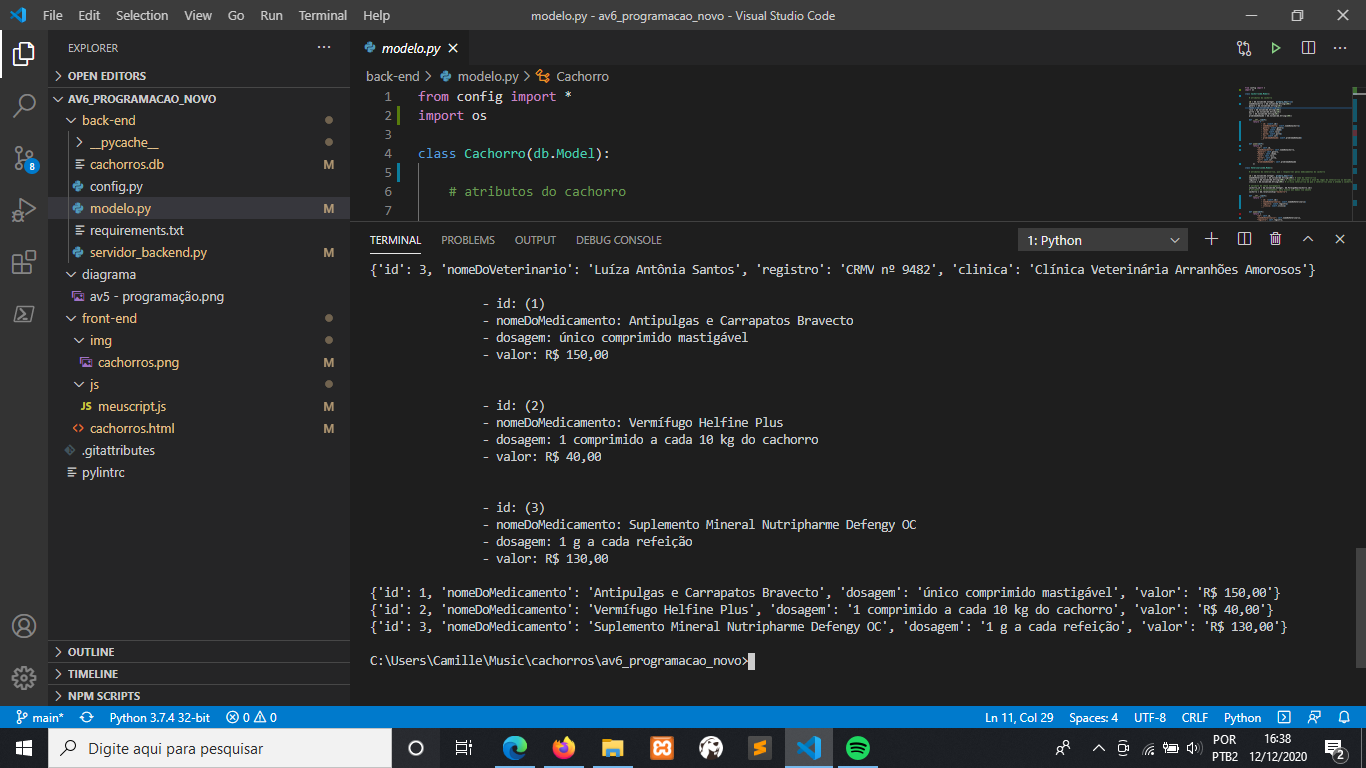 File Edit Selection View Go Run Terminal Help
modelo.py - av6_programacao_novo - Visual Studio Code
EXPLORER
OPEN EDITORS
AV6_PROGRAMACAO_NOVO
back-end
__pycache__
cachorros.db M
config.py
modelo.py M
requirements.txt
servidor_backend.py M
diagrama
av5 - programação.png
front-end
img
cachorros.png M
js
JS meuscript.js M
cachorros.html M
.gitattributes
pylintrc
OUTLINE
TIMELINE
NPM SCRIPTS
8
modelo.py
back-end > modelo.py > Cachorro
1 from config import *
2 import os
3
4 class Cachorro(db.Model):
5
6 # atributos do cachorro
7
TERMINAL PROBLEMS OUTPUT DEBUG CONSOLE
1: Python
{'id': 3, 'nomeDoVeterinario': 'Luíza Antônia Santos', 'registro': 'CRMV nº 9482', 'clinica': 'Clínica Veterinária Arranhões Amorosos'}
- id: (1)
- nomeDoMedicamento: Antipulgas e Carrapatos Bravecto
- dosagem: único comprimido mastigável
- valor: R$ 150,00
- id: (2)
- nomeDoMedicamento: Vermífugo Helfine Plus
- dosagem: 1 comprimido a cada 10 kg do cachorro
- valor: R$ 40,00
- id: (3)
- nomeDoMedicamento: Suplemento Mineral Nutripharme Defengy OC
- dosagem: 1 g a cada refeição
- valor: R$ 130,00
{'id': 1, 'nomeDoMedicamento': 'Antipulgas e Carrapatos Bravecto', 'dosagem': 'único comprimido mastigável', 'valor': 'R$ 150,00'}
{'id': 2, 'nomeDoMedicamento': 'Vermífugo Helfine Plus', 'dosagem': '1 comprimido a cada 10 kg do cachorro', 'valor': 'R$ 40,00'}
{'id': 3, 'nomeDoMedicamento': 'Suplemento Mineral Nutripharme Defengy OC', 'dosagem': '1 g a cada refeição', 'valor': 'R$ 130,00'}
C:\Users\Camille\Music\cachorros\av6_programacao_novo>
main* Python 3.7.4 32-bit 0 0 Ln 11, Col 29 Spaces: 4 UTF-8 CRLF Python
Digite aqui para pesquisar
POR
PTB2
16:38
12/12/2020
2